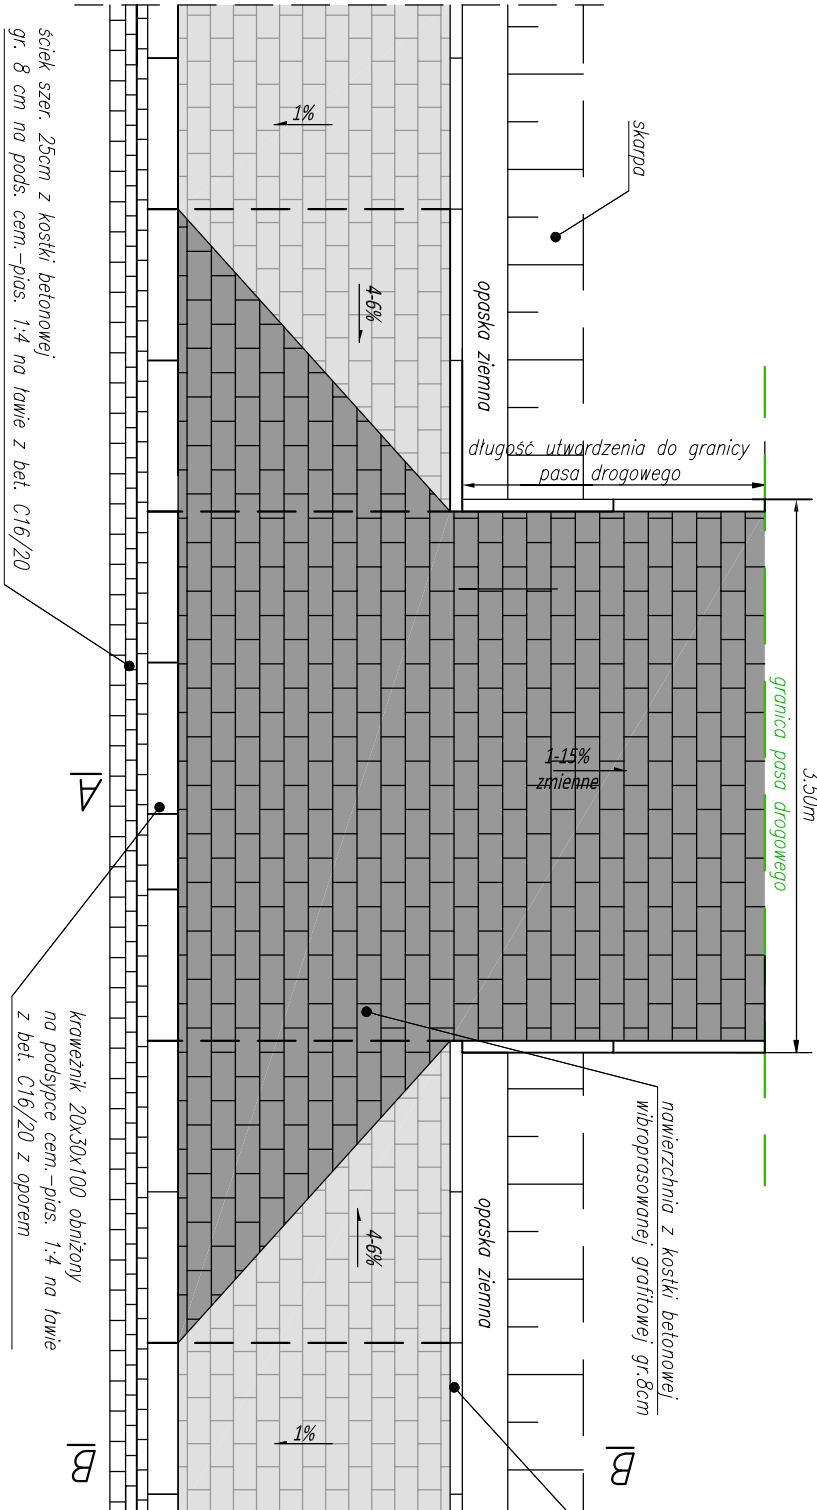 ściek szer. 25cm z kostki betonowej
gr. 8 cm na pods. cem.-pias. 1:4 na ławie z bet. C16/20
1%
4-6%
skarpa
opaska ziemna
długość utwardzenia do granicy
pasa drogowego
granica pasa drogowego
3.50m
1-15%
zmienne
A
krawężnik 20x30x100 obniżony
na podsypce cem.-pias. 1:4 na ławie
z bet. C16/20 z oporem
nawierzchnia z kostki betonowej
wibroprasowanej grafitowej gr.8cm
opaska ziemna
4-6%
1%
B
B